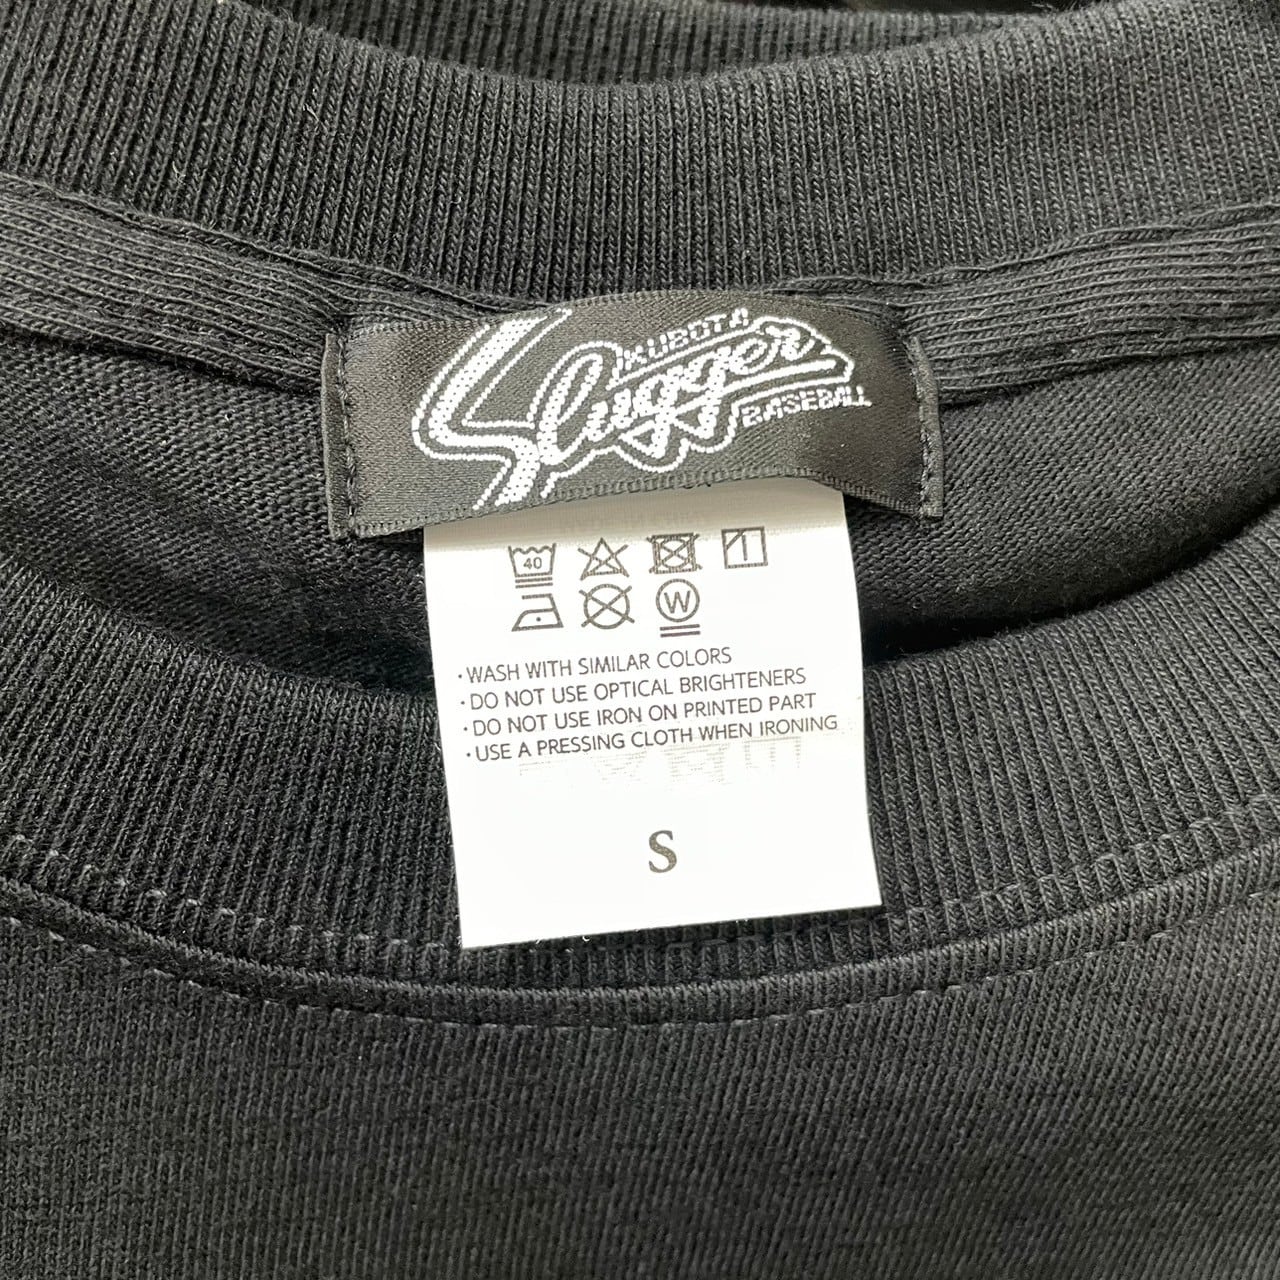 KUBOTA
Slugger
BASEBALL
40
W
・WASH WITH SIMILAR COLORS
・DO NOT USE OPTICAL BRIGHTENERS
・DO NOT USE IRON ON PRINTED PART
・USE A PRESSING CLOTH WHEN IRONING
S